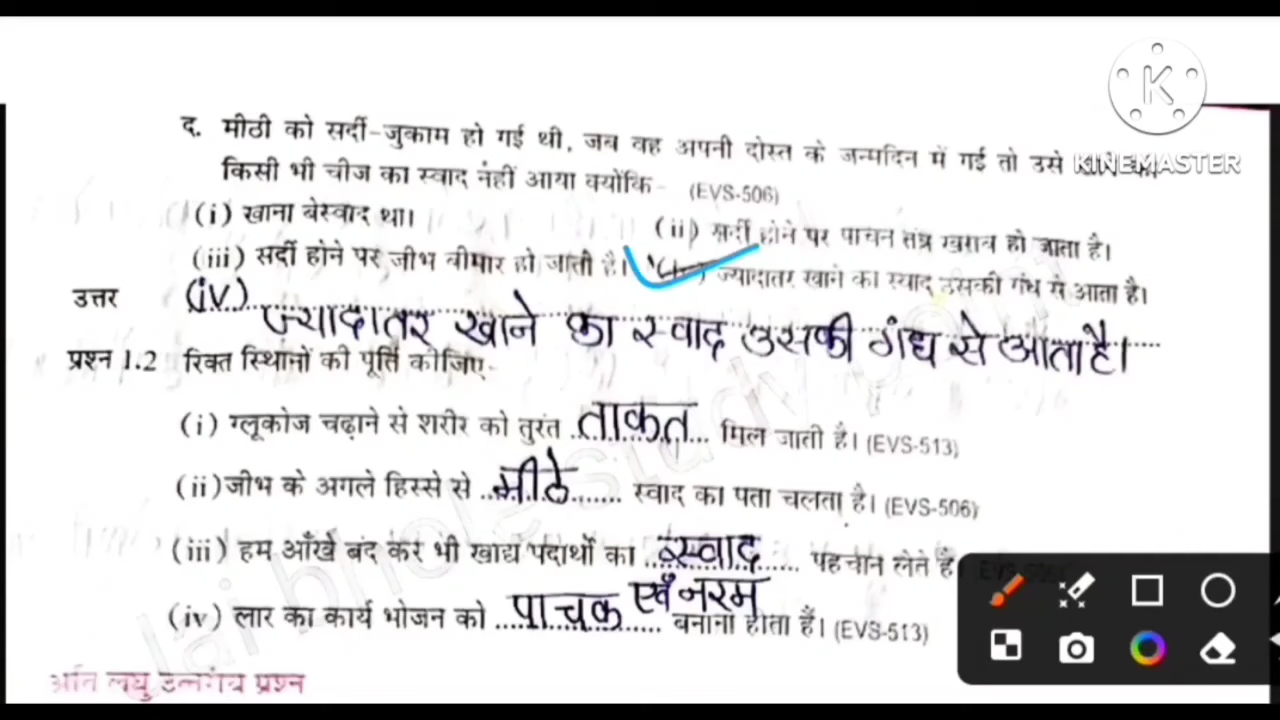 द. मीठी को सर्दी-जुकाम हो गई थी, जब वह अपनी दोस्त के जन्मदिन में गई तो उसे
KINEMASTER
किसी भी चीज का स्वाद नहीं आया क्योंकि- (EVS-506)
(i) खाना बेस्वाद था। (ii) सर्दी होने पर पाचन तंत्र खराब हो जाता है।
(iii) सर्दी होने पर जीभ बीमार हो जाती है। ज्यादातर खाने का स्वाद उसकी गंध से आता है।
उत्तर (iv) ज्यादातर खाने का स्वाद उसकी गंध से आता है।
प्रश्न 1.2 रिक्त स्थानों की पूर्ति कीजिए-
(i) ग्लूकोज चढ़ाने से शरीर को तुरंत ताकत मिल जाती है। (EVS-513)
(ii) जीभ के अगले हिस्से से मीठे स्वाद का पता चलता है। (EVS-506)
(iii) हम आँखें बंद कर भी खाद्य पदार्थों का स्वाद पहचान लेते हैं।
(iv) लार का कार्य भोजन को पाचक एवं नरम बनाना होता हैं। (EVS-513)
अति लघु उत्तरीय प्रश्न